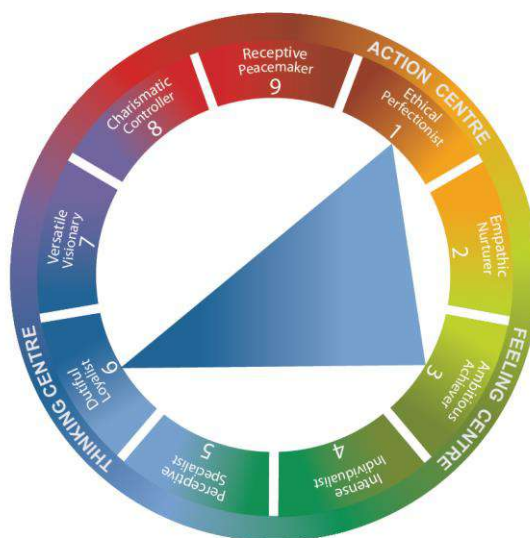 ACTION CENTRE
FEELING CENTRE
THINKING CENTRE
Receptive
Peacemaker
9
Ethical
Perfectionist
1
Empathic
Nurturer
2
Ambitious
Achiever
3
Intense
Individualist
4
Perceptive
Specialist
5
Dutiful
Loyalist
6
Versatile
Visionary
7
Charismatic
Controller
8